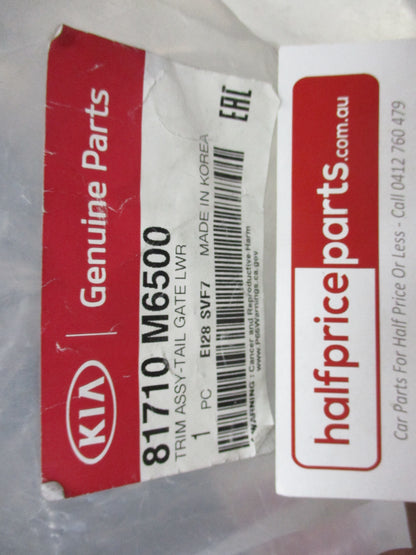 KIA | Genuine Parts
81710 M6500
TRIM ASSY-TAIL GATE LWR
1 PC EI28 SVF7 MADE IN KOREA
EAC
WARNING : Cancer and Reproductive Harm
www.P65Warnings.ca.gov
halfpriceparts.com.au
Car Parts For Half Price Or Less - Call 0412 760 479